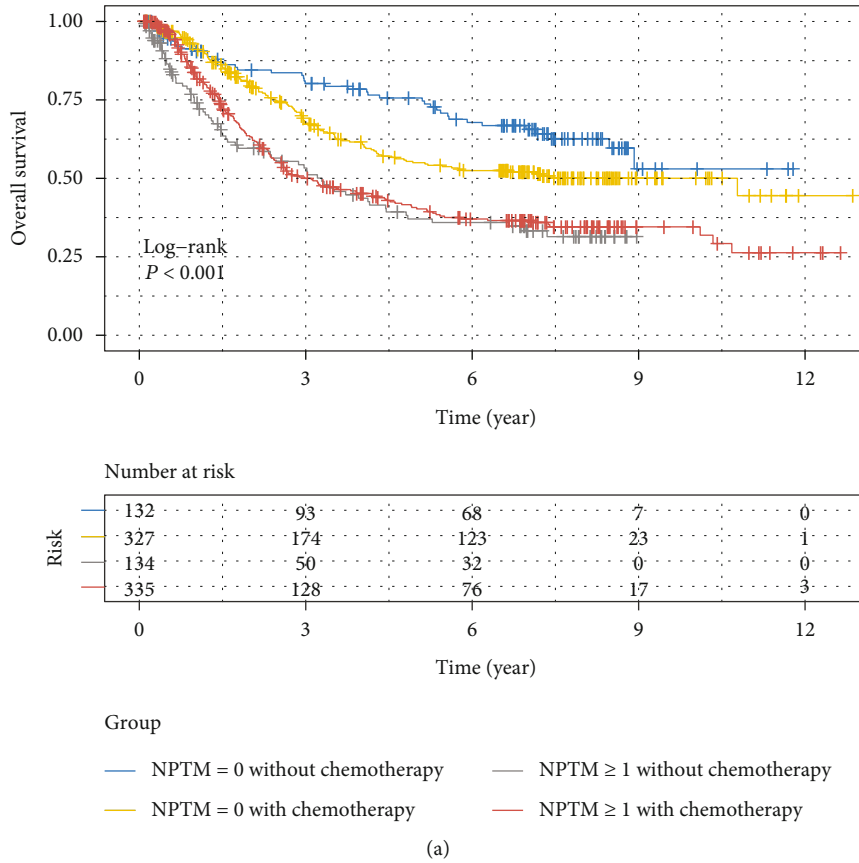 1.00
0.75
0.50
0.25
0.00
Overall survival
Log–rank
P < 0.001
0 3 6 9 12
Time (year)
Number at risk
Risk
132 93 68 7 0
327 174 123 23 1
134 50 32 0 0
335 128 76 17 3
0 3 6 9 12
Time (year)
Group
NPTM = 0 without chemotherapy
NPTM ≥ 1 without chemotherapy
NPTM = 0 with chemotherapy
NPTM ≥ 1 with chemotherapy
(a)